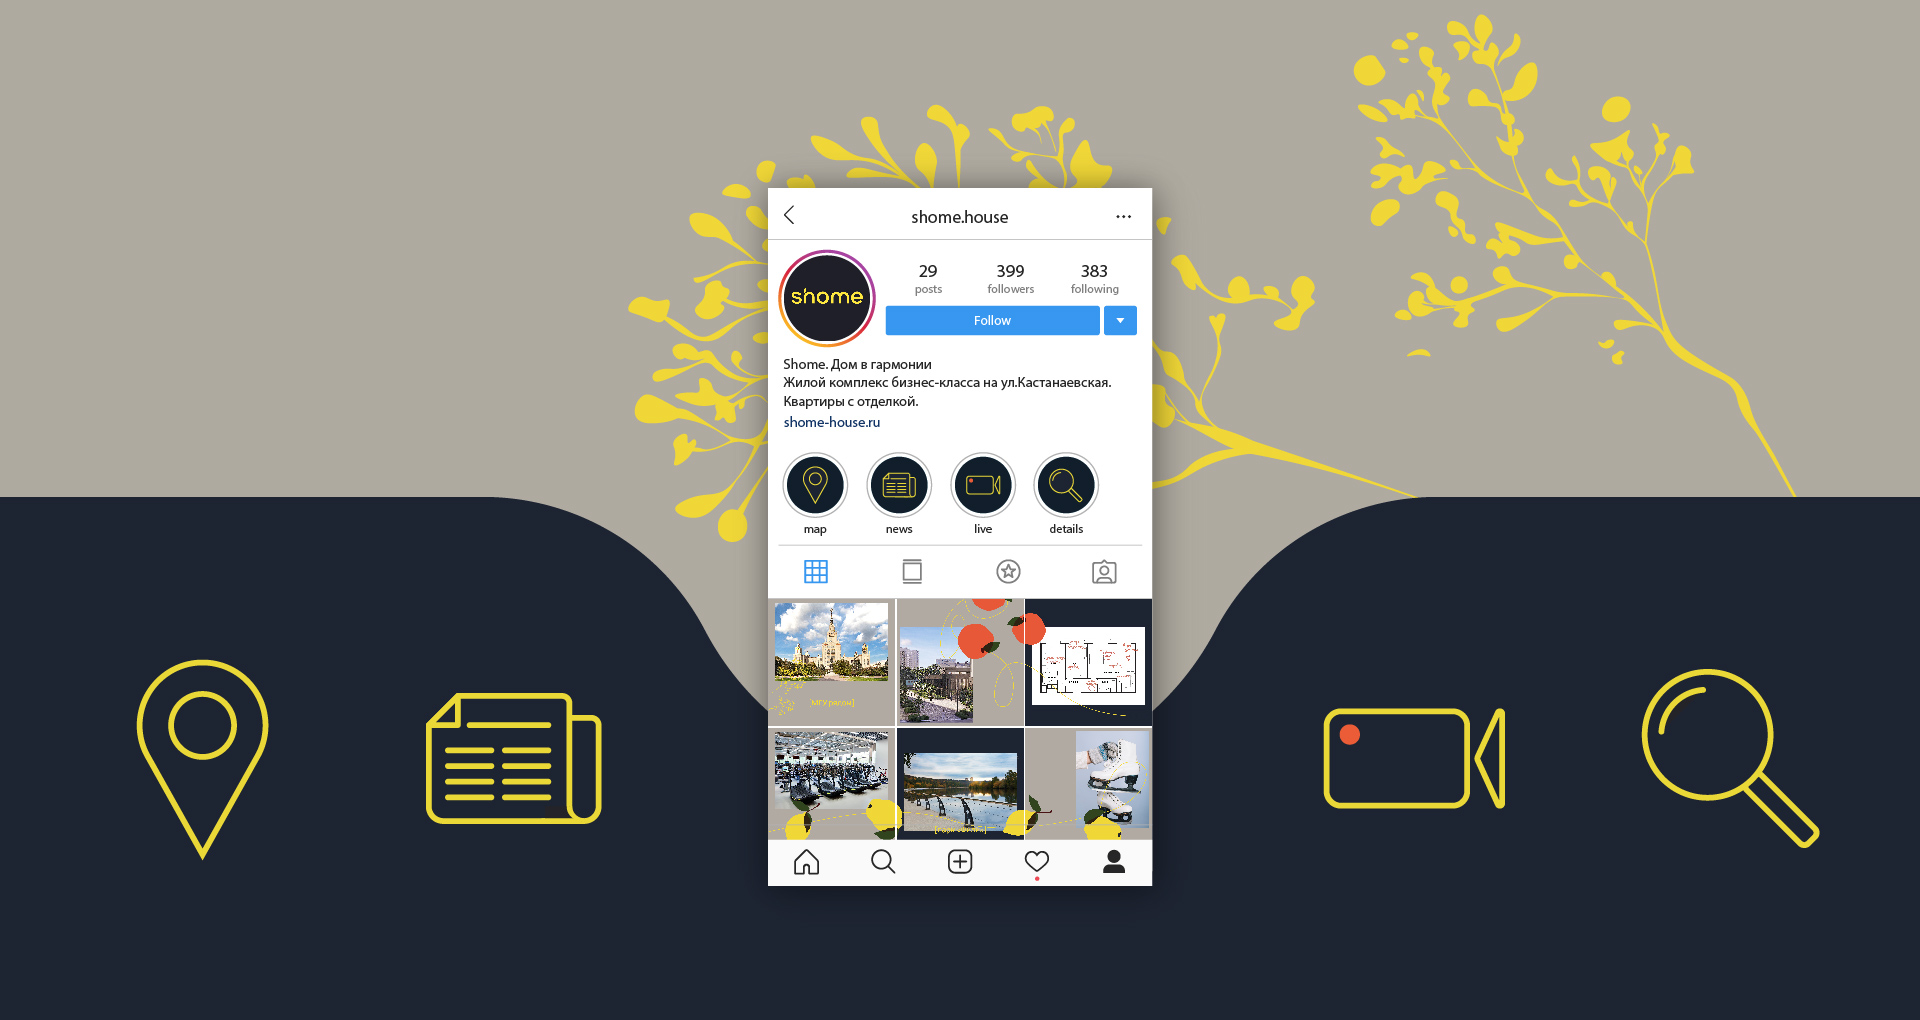 shome.house
shome
29
399
383
posts
followers
following
Follow
Shome. Дом в гармонии
Жилой комплекс бизнес-класса на ул.Кастанаевская.
Квартиры с отделкой.
shome-house.ru
map
news
live
details
[МГУ рядом]